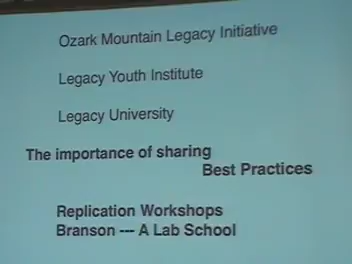 Ozark Mountain Legacy Initiative
Legacy Youth Institute
Legacy University
The importance of sharing
Best Practices
Replication Workshops
Branson --- A Lab School